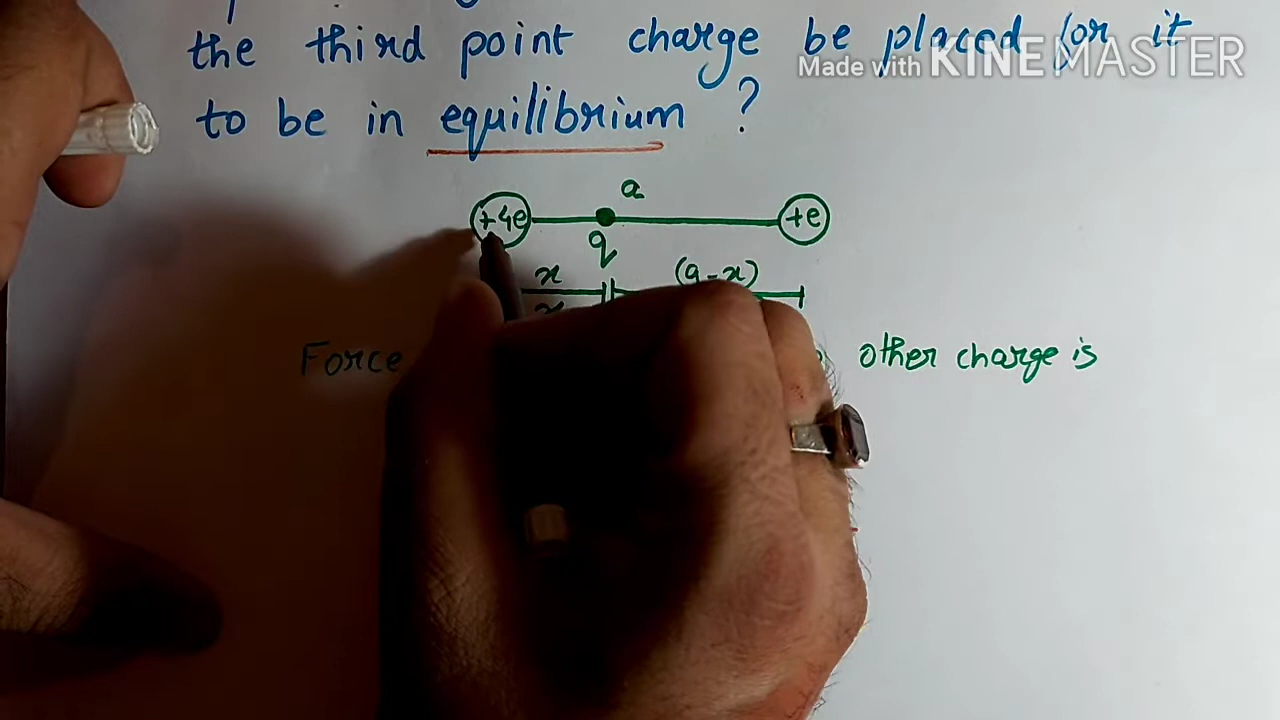 the third point charge be placed for it
Made with KINEMASTER
to be in equilibrium ?
a
+4e +e
q
x (a-x)
Force other charge is